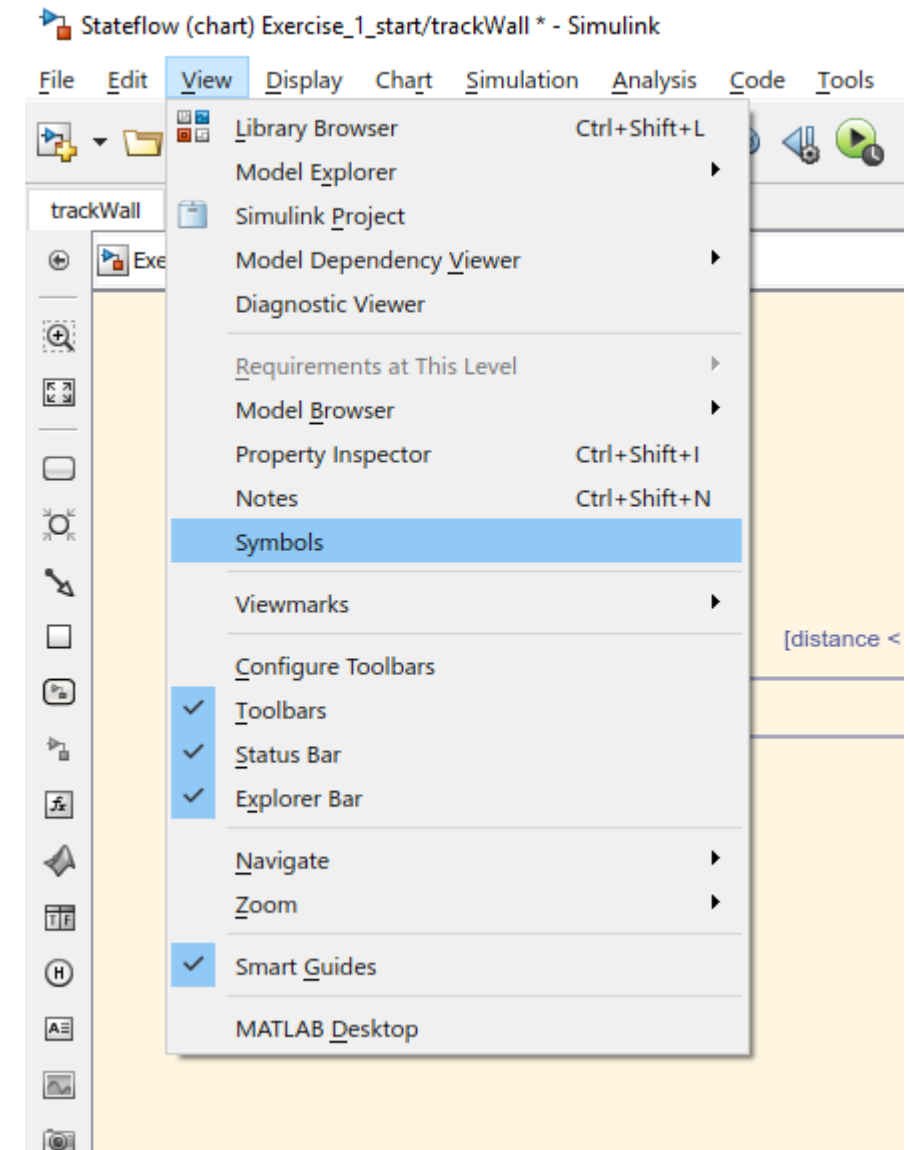 Stateflow (chart) Exercise_1_start/trackWall * - Simulink
File Edit View Display Chart Simulation Analysis Code Tools
Library Browser Ctrl+Shift+L
Model Explorer
trackWall
Simulink Project
Exe
Model Dependency Viewer
Diagnostic Viewer
Requirements at This Level
Model Browser
Property Inspector Ctrl+Shift+I
Notes Ctrl+Shift+N
Symbols
Viewmarks
[distance <
Configure Toolbars
Toolbars
Status Bar
fx
Explorer Bar
Navigate
Zoom
T F
H
Smart Guides
A
MATLAB Desktop